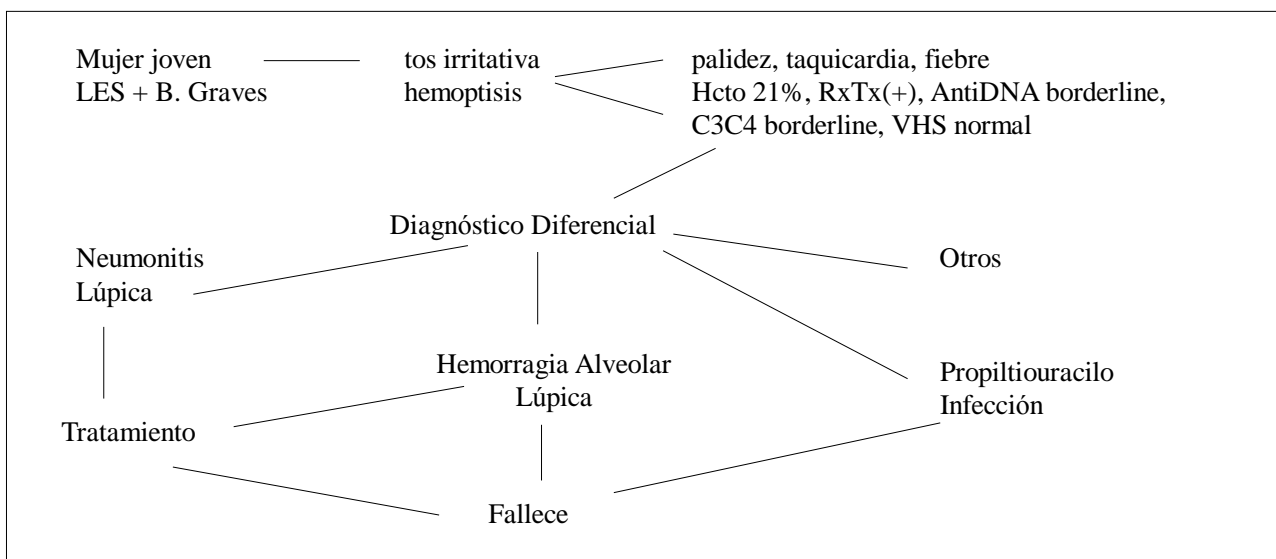 Mujer joven
LES + B. Graves
tos irritativa
hemoptisis
palidez, taquicardia, fiebre
Hcto 21%, RxTx(+), AntiDNA borderline,
C3C4 borderline, VHS normal
Diagnóstico Diferencial
Neumonitis
Lúpica
Otros
Hemorragia Alveolar
Lúpica
Propiltiouracilo
Infección
Tratamiento
Fallece